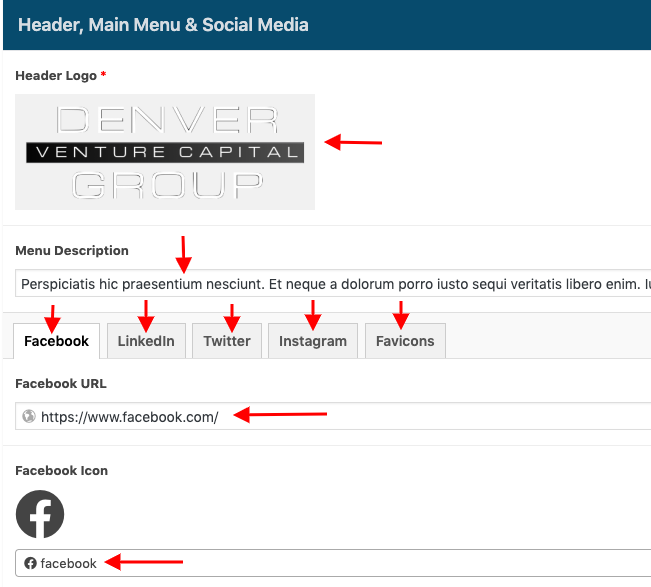 Header, Main Menu & Social Media
Header Logo *
DENVER
VENTURE CAPITAL
GROUP
Menu Description
Perspiciatis hic praesentium nesciunt. Et neque a dolorum porro iusto sequi veritatis libero enim.
Facebook LinkedIn Twitter Instagram Favicons
Facebook URL
https://www.facebook.com/
Facebook Icon
facebook